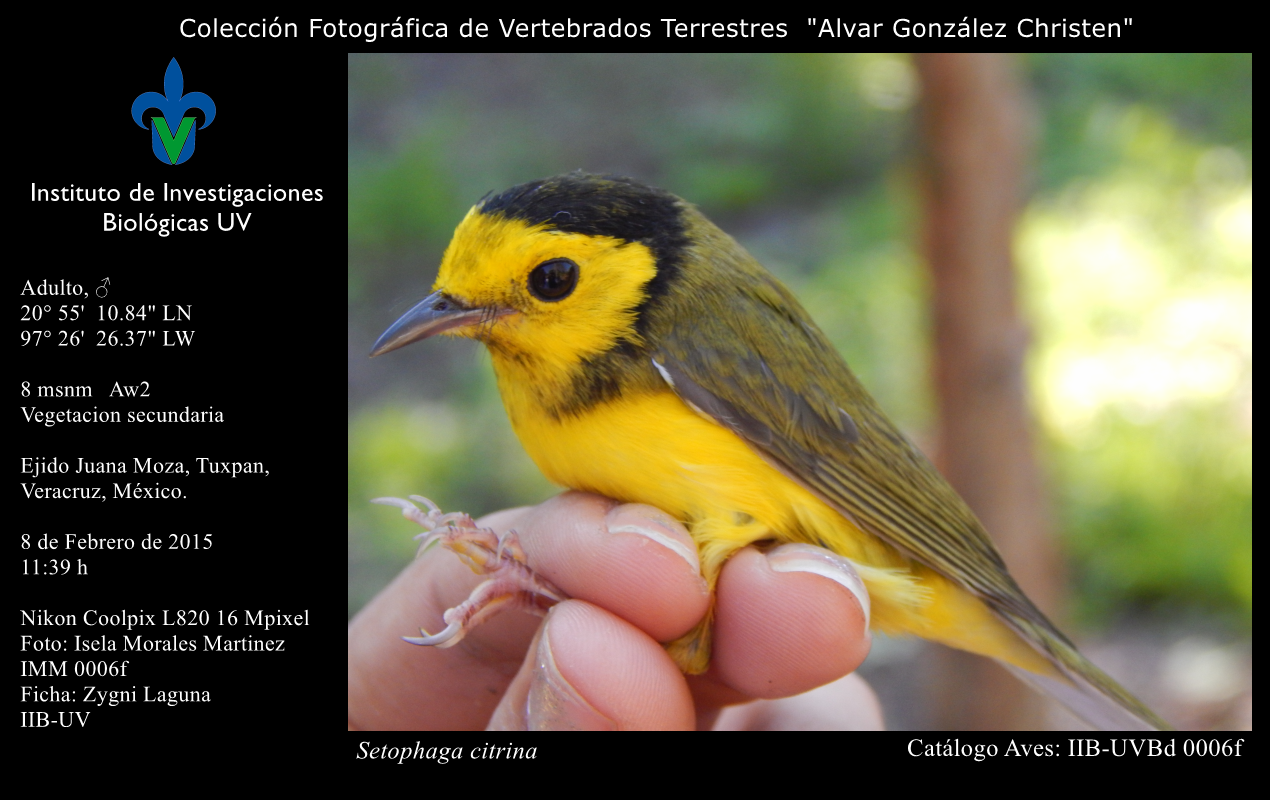 Colección Fotográfica de Vertebrados Terrestres "Alvar González Christen"
V
Instituto de Investigaciones
Biológicas UV
Adulto, ♂
20° 55' 10.84" LN
97° 26' 26.37" LW
8 msnm Aw2
Vegetacion secundaria
Ejido Juana Moza, Tuxpan,
Veracruz, México.
8 de Febrero de 2015
11:39 h
Nikon Coolpix L820 16 Mpixel
Foto: Isela Morales Martinez
IMM 0006f
Ficha: Zygni Laguna
IIB-UV
Setophaga citrina
Catálogo Aves: IIB-UVBd 0006f